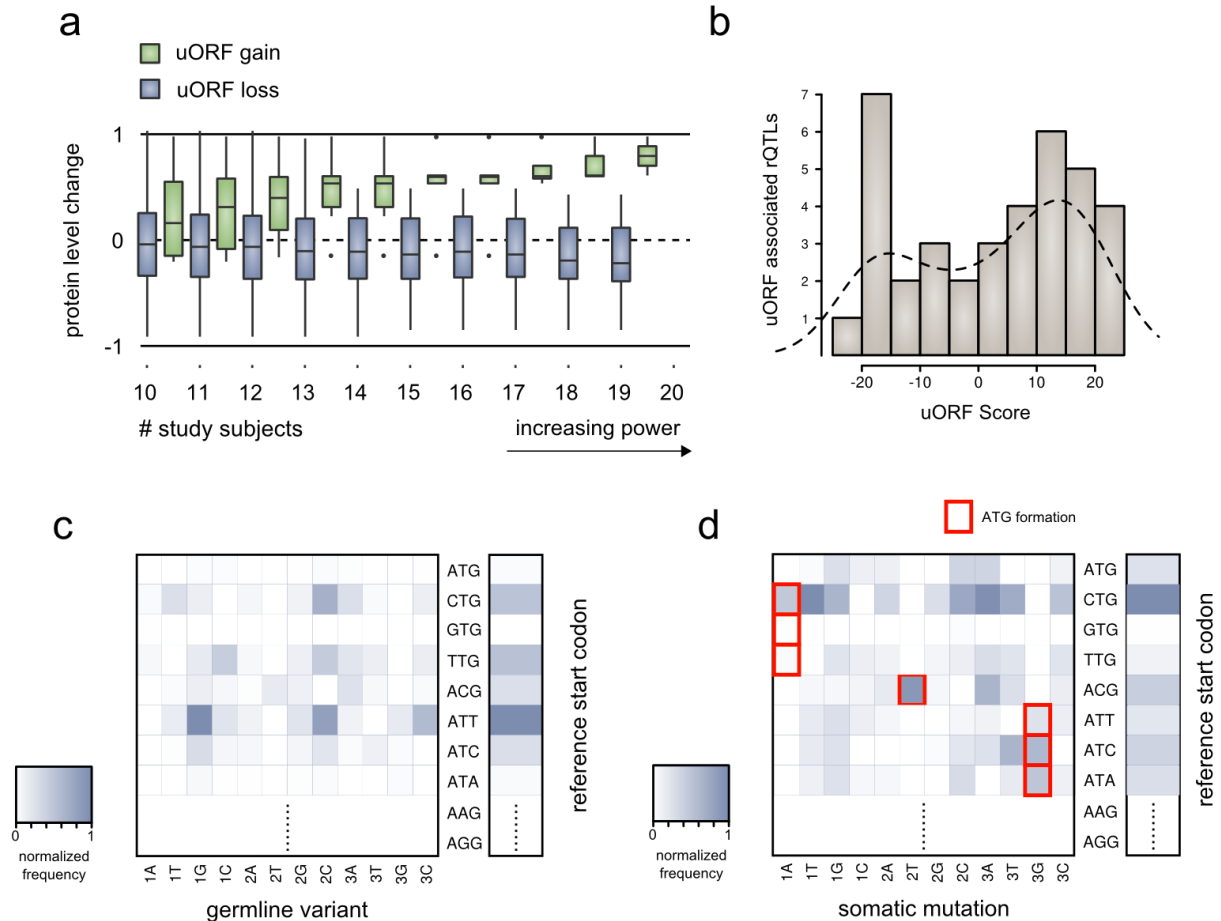 a
uORF gain
uORF loss
protein level change
1
0
-1
10 11 12 13 14 15 16 17 18 19 20
# study subjects
increasing power
b
uORF associated rQTLs
7
6
5
4
3
2
1
-20 -10 0 10 20
uORF Score
c
ATG
CTG
GTG
TTG
ACG
ATT
ATC
ATA
AAG
AGG
reference start codon
0 1
normalized
frequency
1A 1T 1G 1C 2A 2T 2G 2C 3A 3T 3G 3C
germline variant
d
ATG formation
ATG
CTG
GTG
TTG
ACG
ATT
ATC
ATA
AAG
AGG
reference start codon
0 1
normalized
frequency
1A 1T 1G 1C 2A 2T 2G 2C 3A 3T 3G 3C
somatic mutation